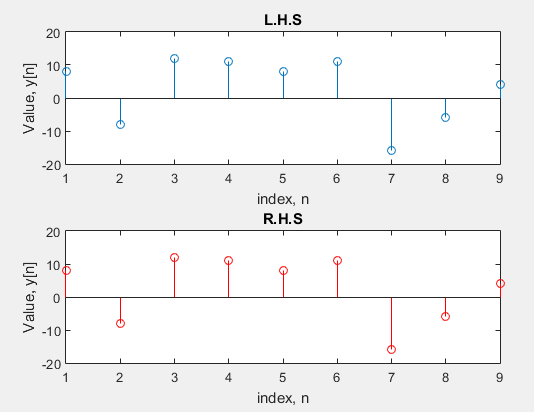 L.H.S
20
10
0
-10
-20
Value, y[n]
1 2 3 4 5 6 7 8 9
index, n
R.H.S
20
10
0
-10
-20
Value, y[n]
1 2 3 4 5 6 7 8 9
index, n